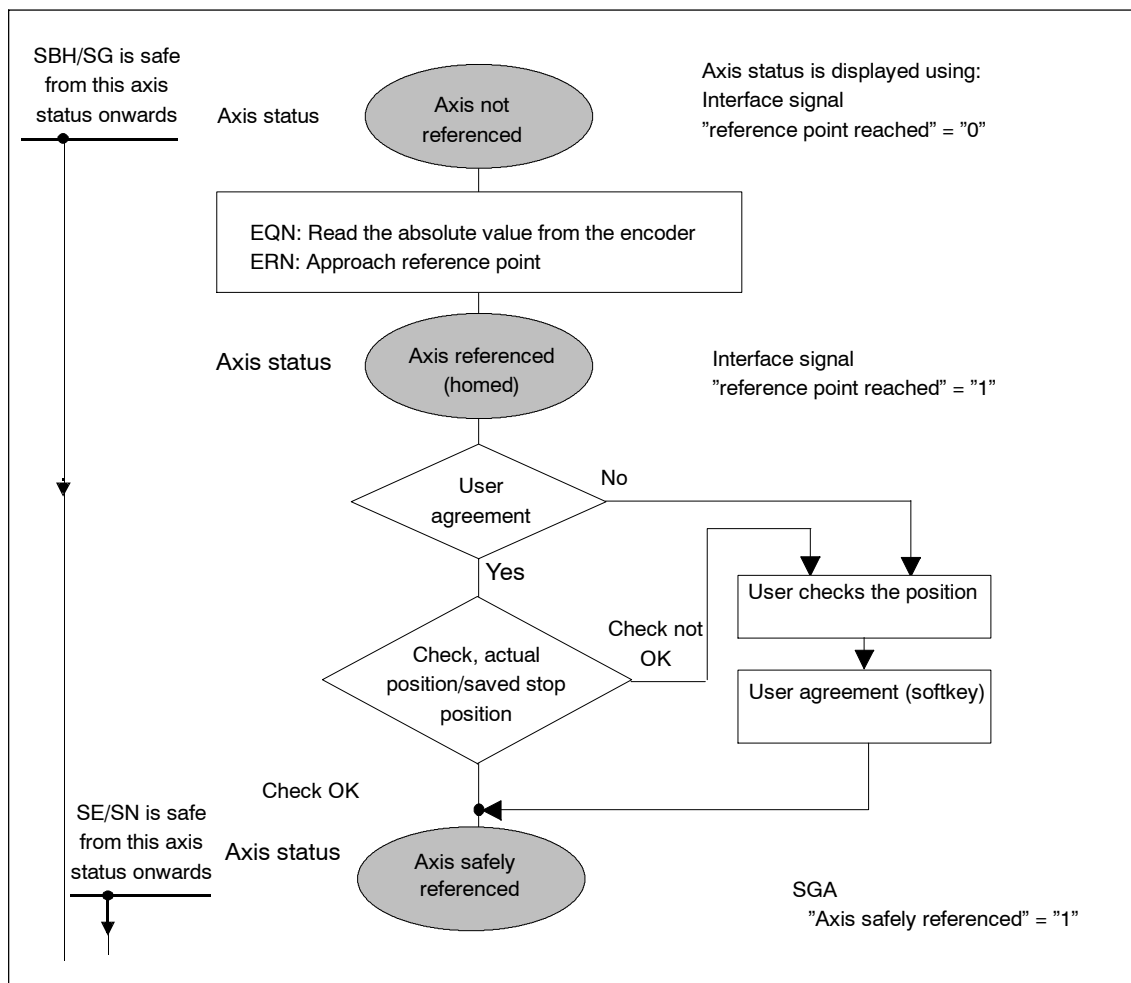 SBH/SG is safe
from this axis
status onwards
Axis status
Axis not
referenced
Axis status is displayed using:
Interface signal
”reference point reached” = ”0”
EQN: Read the absolute value from the encoder
ERN: Approach reference point
Axis status
Axis referenced
(homed)
Interface signal
”reference point reached” = ”1”
User
agreement
No
Yes
User checks the position
Check not
OK
Check, actual
position/saved stop
position
User agreement (softkey)
Check OK
SE/SN is safe
from this axis
status onwards
Axis status
Axis safely
referenced
SGA
”Axis safely referenced” = ”1”